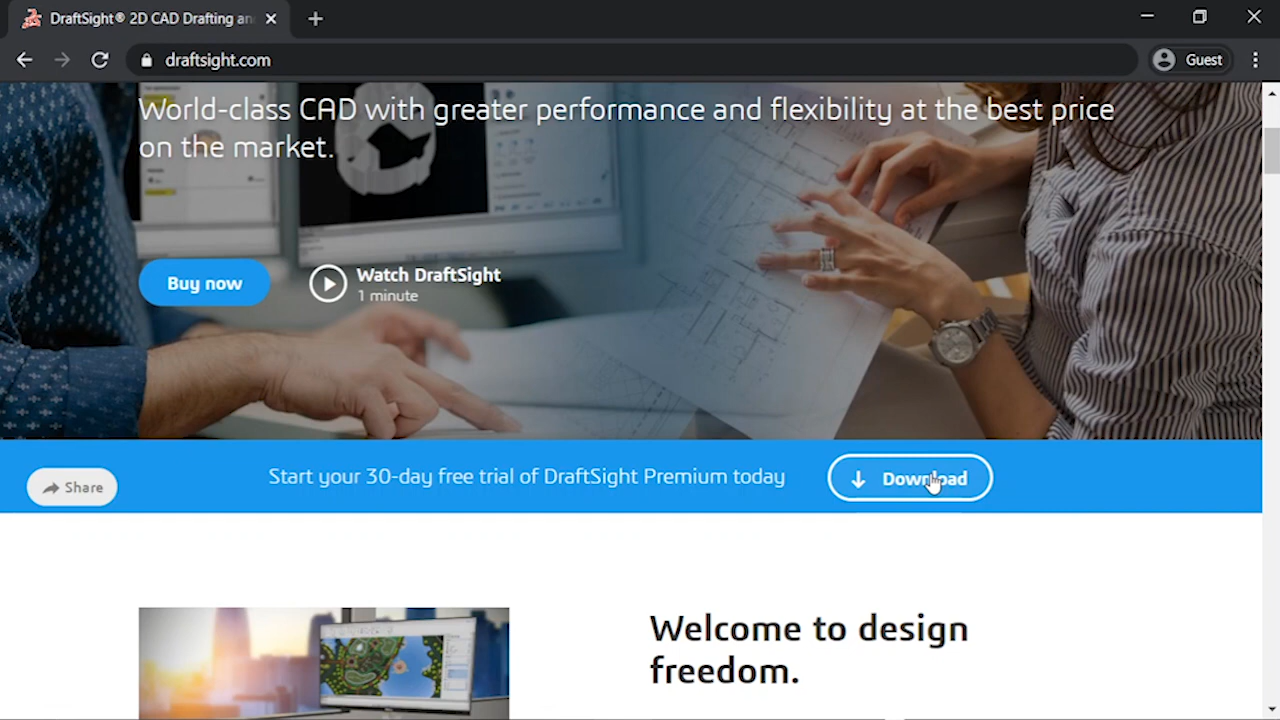 DraftSight® 2D CAD Drafting an
draftsight.com
Guest
World-class CAD with greater performance and flexibility at the best price
on the market.
Buy now
Watch DraftSight
1 minute
Share
Start your 30-day free trial of DraftSight Premium today
Download
Welcome to design
freedom.